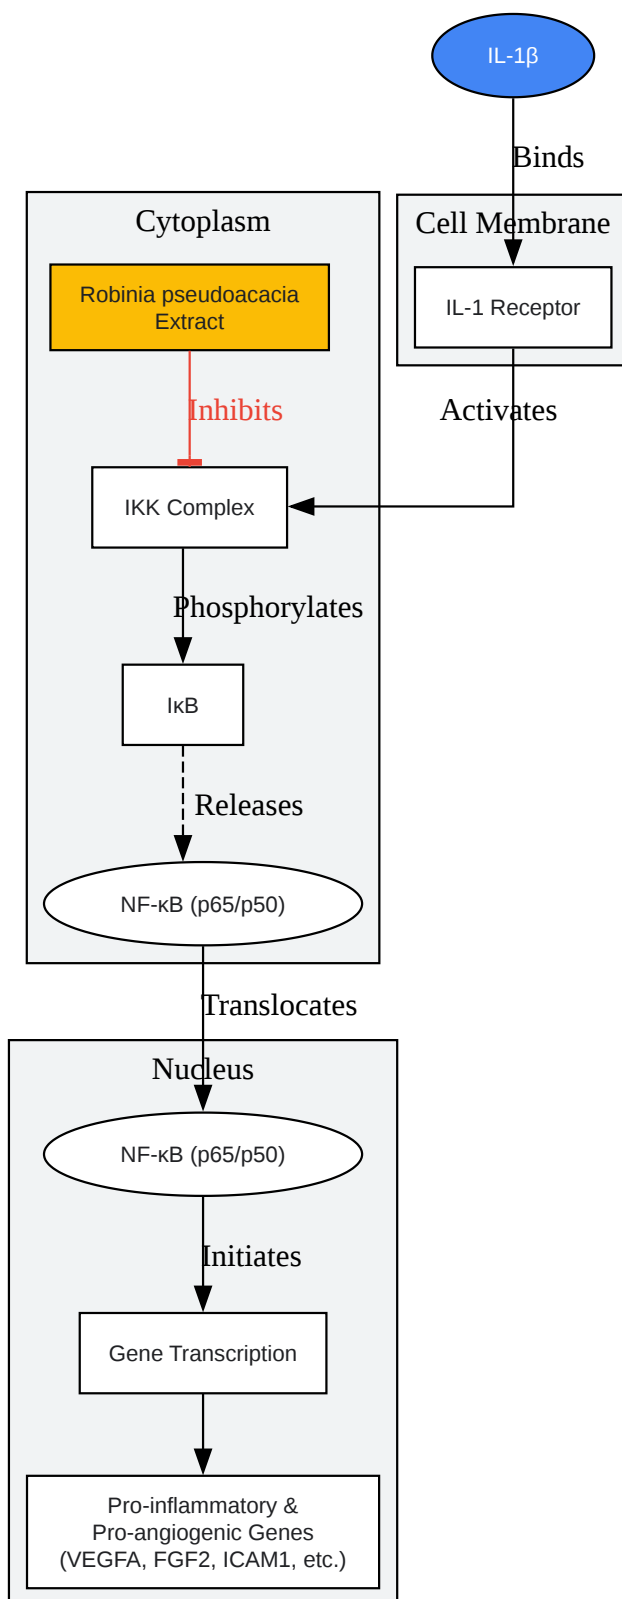 IL-1β
Binds
Cytoplasm
Cell Membrane
Robinia pseudoacacia
Extract
IL-1 Receptor
Inhibits
Activates
IKK Complex
Phosphorylates
IκB
Releases
NF-κB (p65/p50)
Translocates
Nucleus
NF-κB (p65/p50)
Initiates
Gene Transcription
Pro-inflammatory &
Pro-angiogenic Genes
(VEGFA, FGF2, ICAM1, etc.)